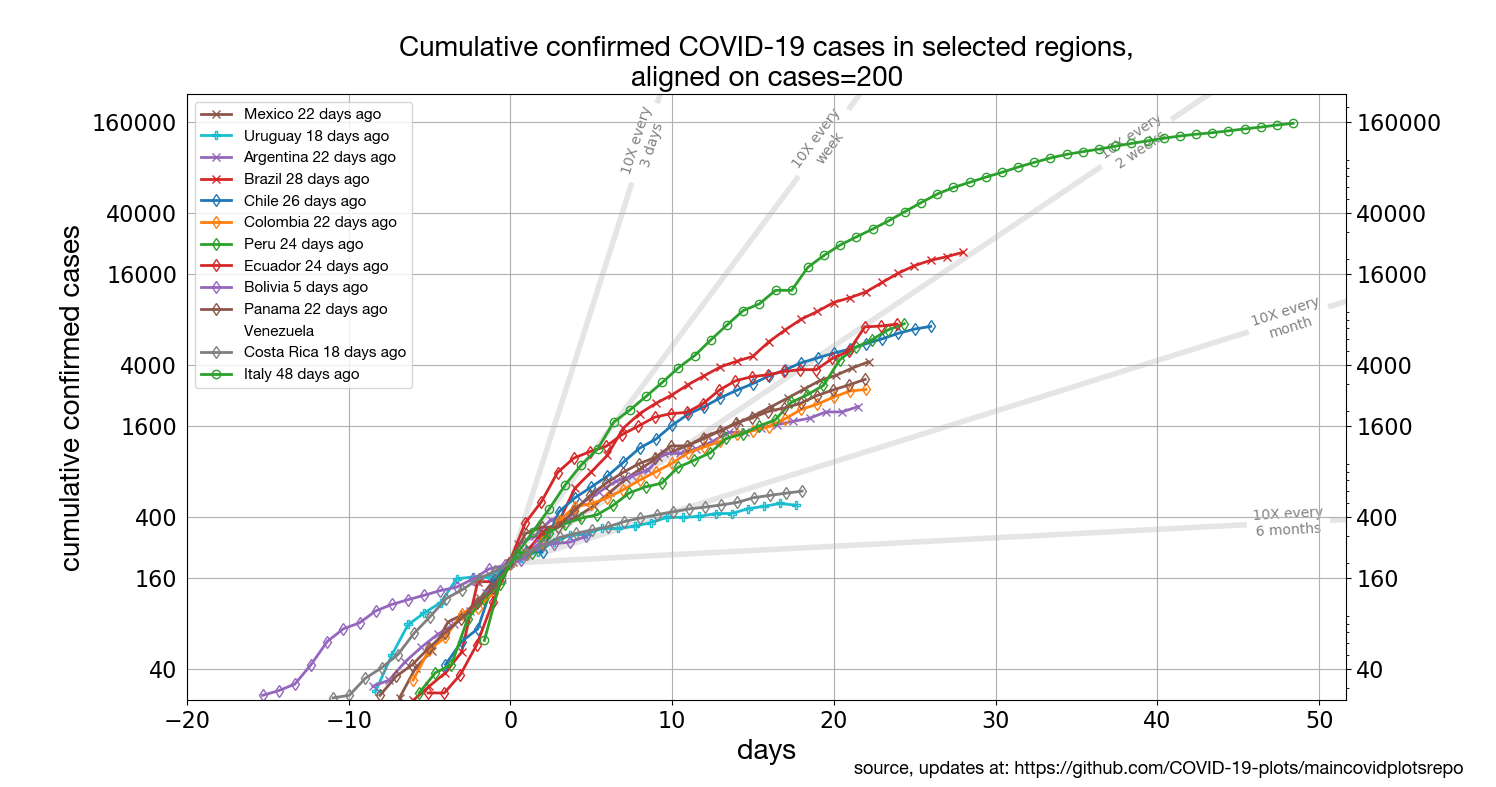 Cumulative confirmed COVID-19 cases in selected regions,
aligned on cases=200
Mexico 22 days ago
Uruguay 18 days ago
Argentina 22 days ago
Brazil 28 days ago
Chile 26 days ago
Colombia 22 days ago
Peru 24 days ago
Ecuador 24 days ago
Bolivia 5 days ago
Panama 22 days ago
Venezuela
Costa Rica 18 days ago
Italy 48 days ago
10X every
3 days
10X every
week
10X every
2 weeks
10X every
month
10X every
6 months
cumulative confirmed cases
160000
40000
16000
4000
1600
400
160
40
160000
40000
16000
4000
1600
400
160
40
−20 −10 0 10 20 30 40 50
days
source, updates at: https://github.com/COVID-19-plots/maincovidplotsrepo